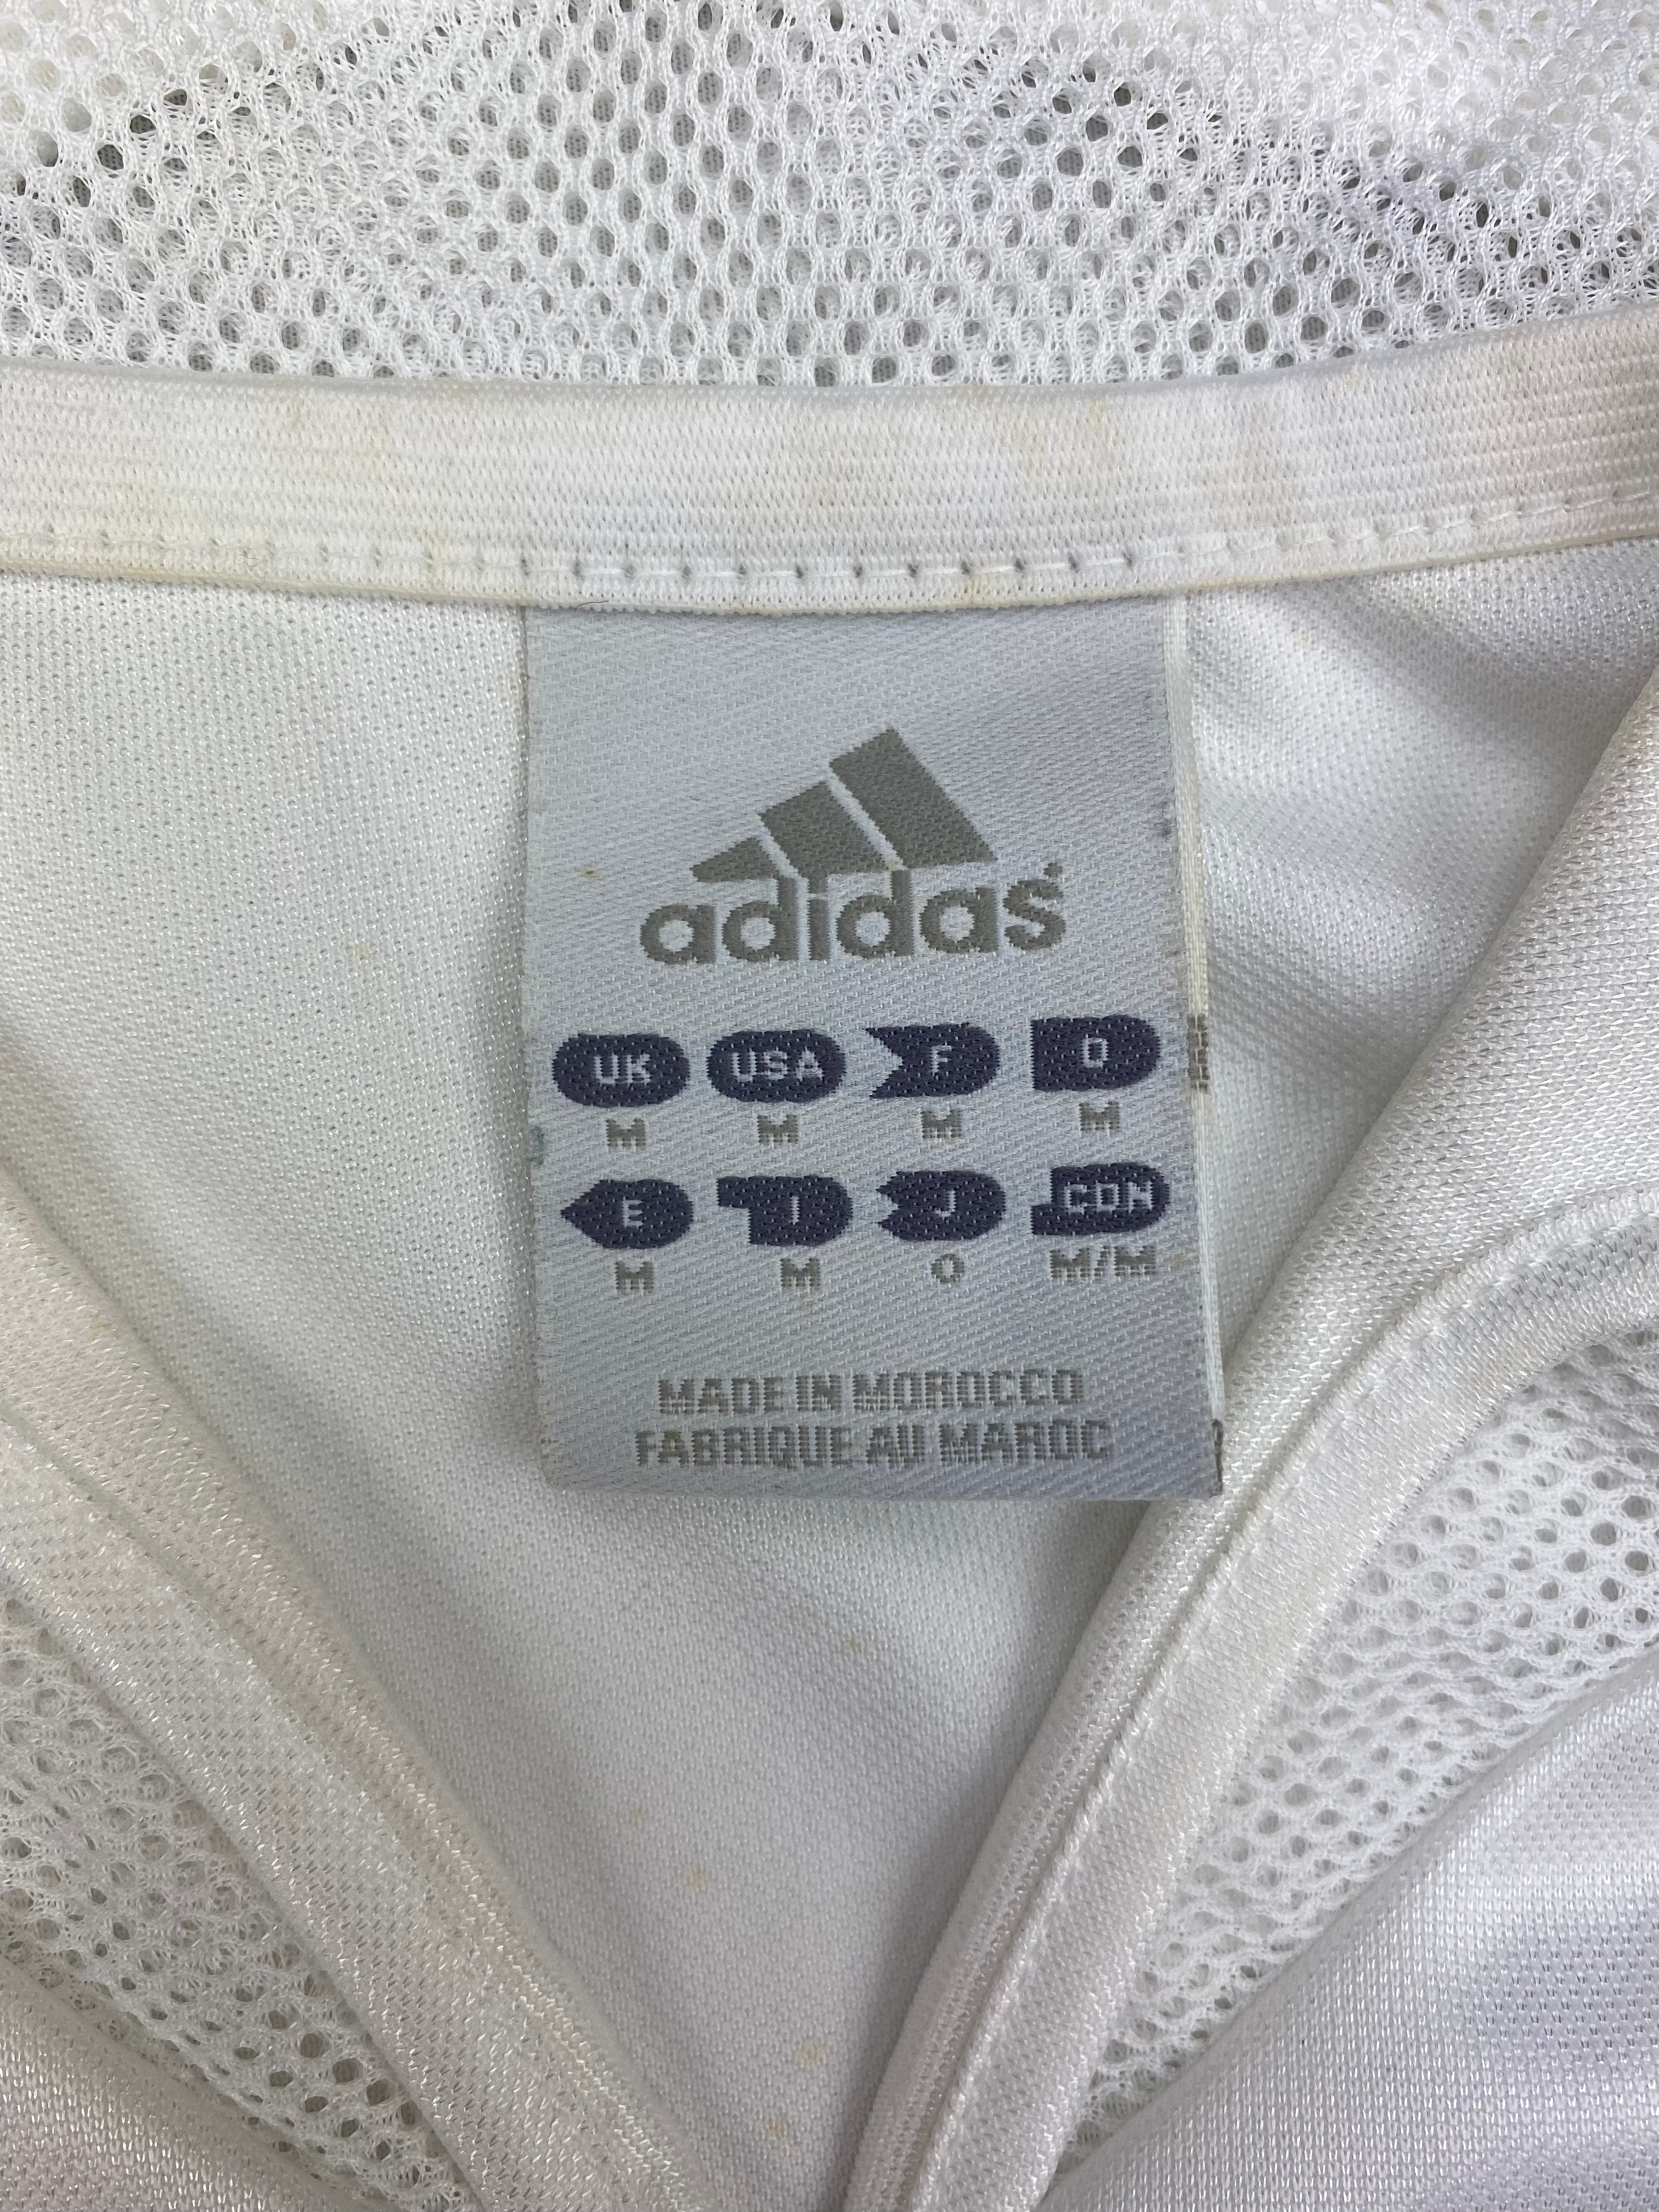 adidas
UK USA F D
M M M M
E I J CDN
M M O M/M
MADE IN MOROCCO
FABRIQUE AU MAROC